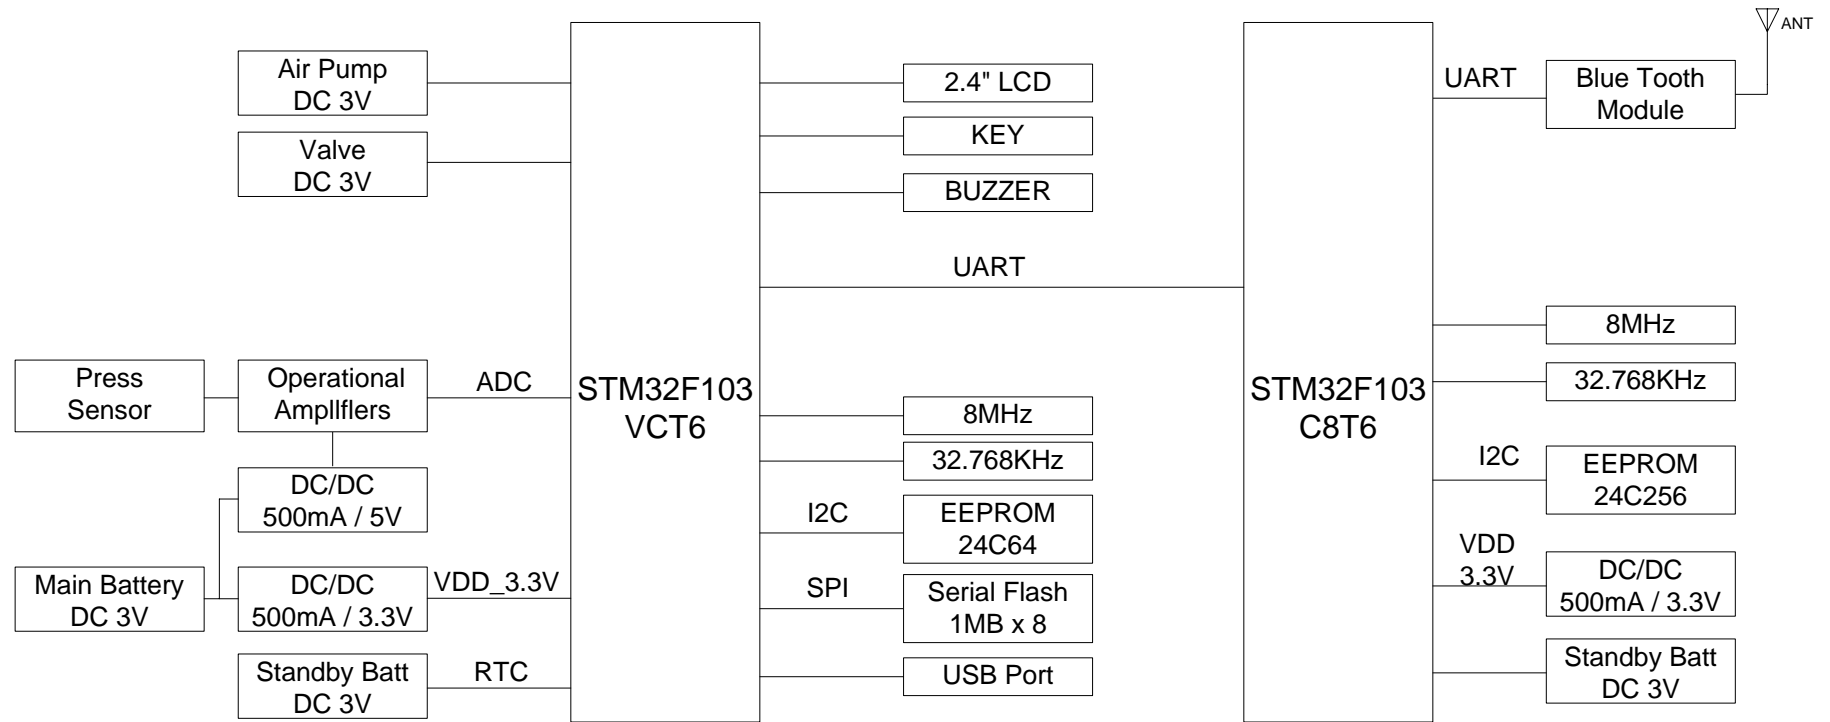 Air Pump
DC 3V
Valve
DC 3V
Press
Sensor
Operational
AmplIfIers
ADC
DC/DC
500mA / 5V
Main Battery
DC 3V
DC/DC
500mA / 3.3V
VDD_3.3V
Standby Batt
DC 3V
RTC
STM32F103
VCT6
2.4" LCD
KEY
BUZZER
UART
8MHz
32.768KHz
I2C
EEPROM
24C64
SPI
Serial Flash
1MB x 8
USB Port
STM32F103
C8T6
ANT
UART
Blue Tooth
Module
8MHz
32.768KHz
I2C
EEPROM
24C256
VDD
3.3V
DC/DC
500mA / 3.3V
Standby Batt
DC 3V